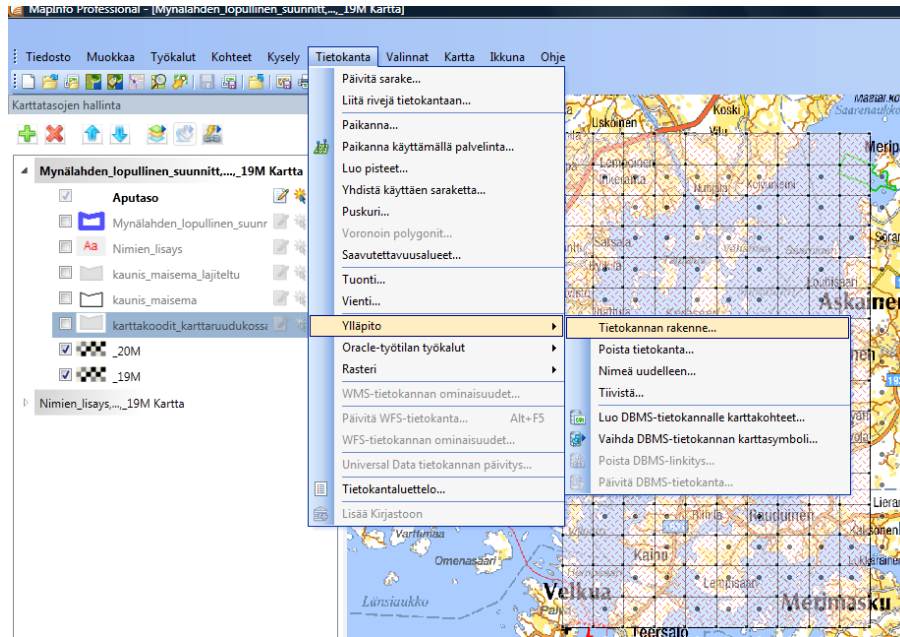 MapInfo Professional - [Mynälahden_lopullinen_suunnitt,...,_19M Kartta]
Tiedosto Muokkaa Työkalut Kohteet Kysely Tietokanta Valinnat Kartta Ikkuna Ohje
Karttatasojen hallinta
Mynälahden_lopullinen_suunnitt,...,_19M Kartta
Aputaso
Mynälahden_lopullinen_suunr
Aa Nimien_lisays
kaunis_maisema_lajiteltu
kaunis_maisema
karttakoodit_karttaruudukossa
_20M
_19M
Nimien_lisays,...,_19M Kartta
Päivitä sarake...
Liitä rivejä tietokantaan...
Paikanna...
Paikanna käyttämällä palvelinta...
Luo pisteet...
Yhdistä käyttäen saraketta...
Puskuri...
Voronoin polygonit...
Saavutettavuusalueet...
Tuonti...
Vienti...
Ylläpito
Oracle-työtilan työkalut
Rasteri
WMS-tietokannan ominaisuudet...
Päivitä WFS-tietokanta... Alt+F5
WFS-tietokannan ominaisuudet...
Universal Data tietokannan päivitys...
Tietokantaluettelo...
Lisää Kirjastoon
Tietokannan rakenne...
Poista tietokanta...
Nimeä uudelleen...
Tiivistä...
Luo DBMS-tietokannalle karttakohteet...
Vaihda DBMS-tietokannan karttasymboli...
Poista DBMS-linkitys...
Päivitä DBMS-tietokanta...
Koski
Uskoinen
Lempoinen
Satsala
Askainen
Kaihu
Omenasaari
Länsiaukko
Velkua
Merimasku
Teersalo